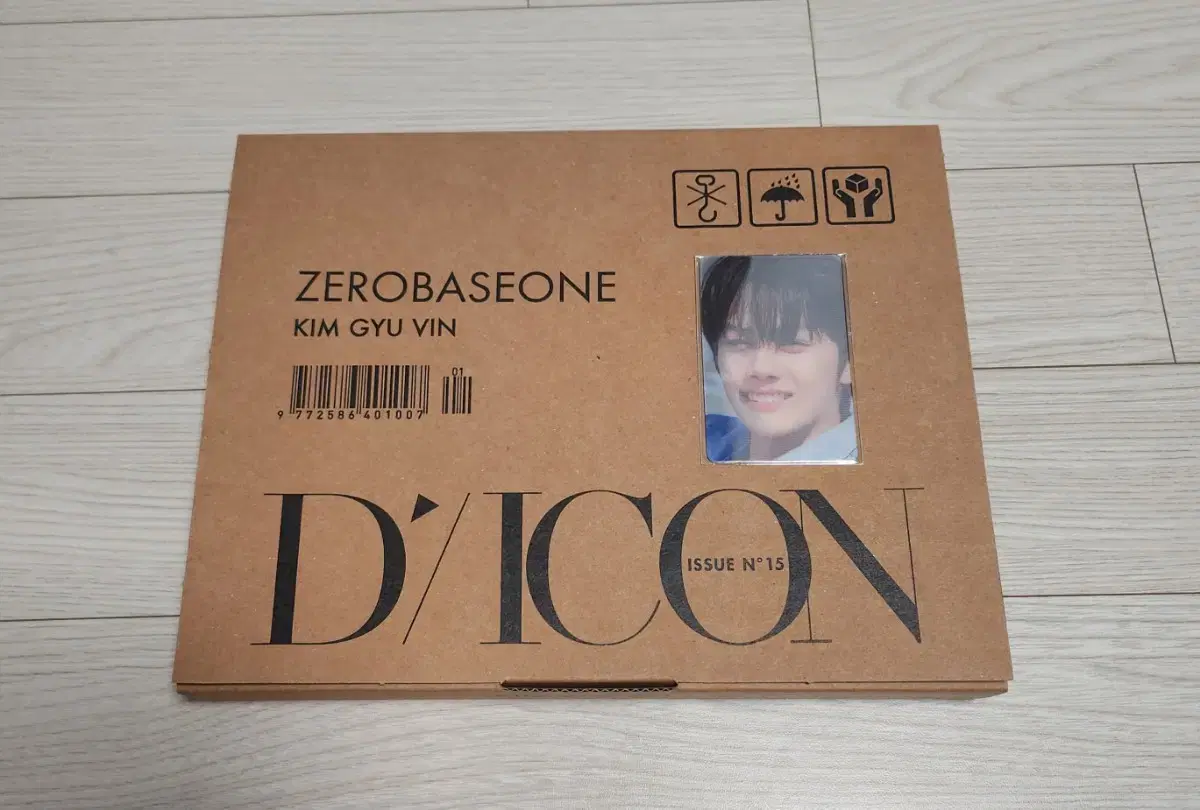 ZEROBASEONE
KIM GYU VIN
01
9 772586 401007
D'/ICON
ISSUE N°15